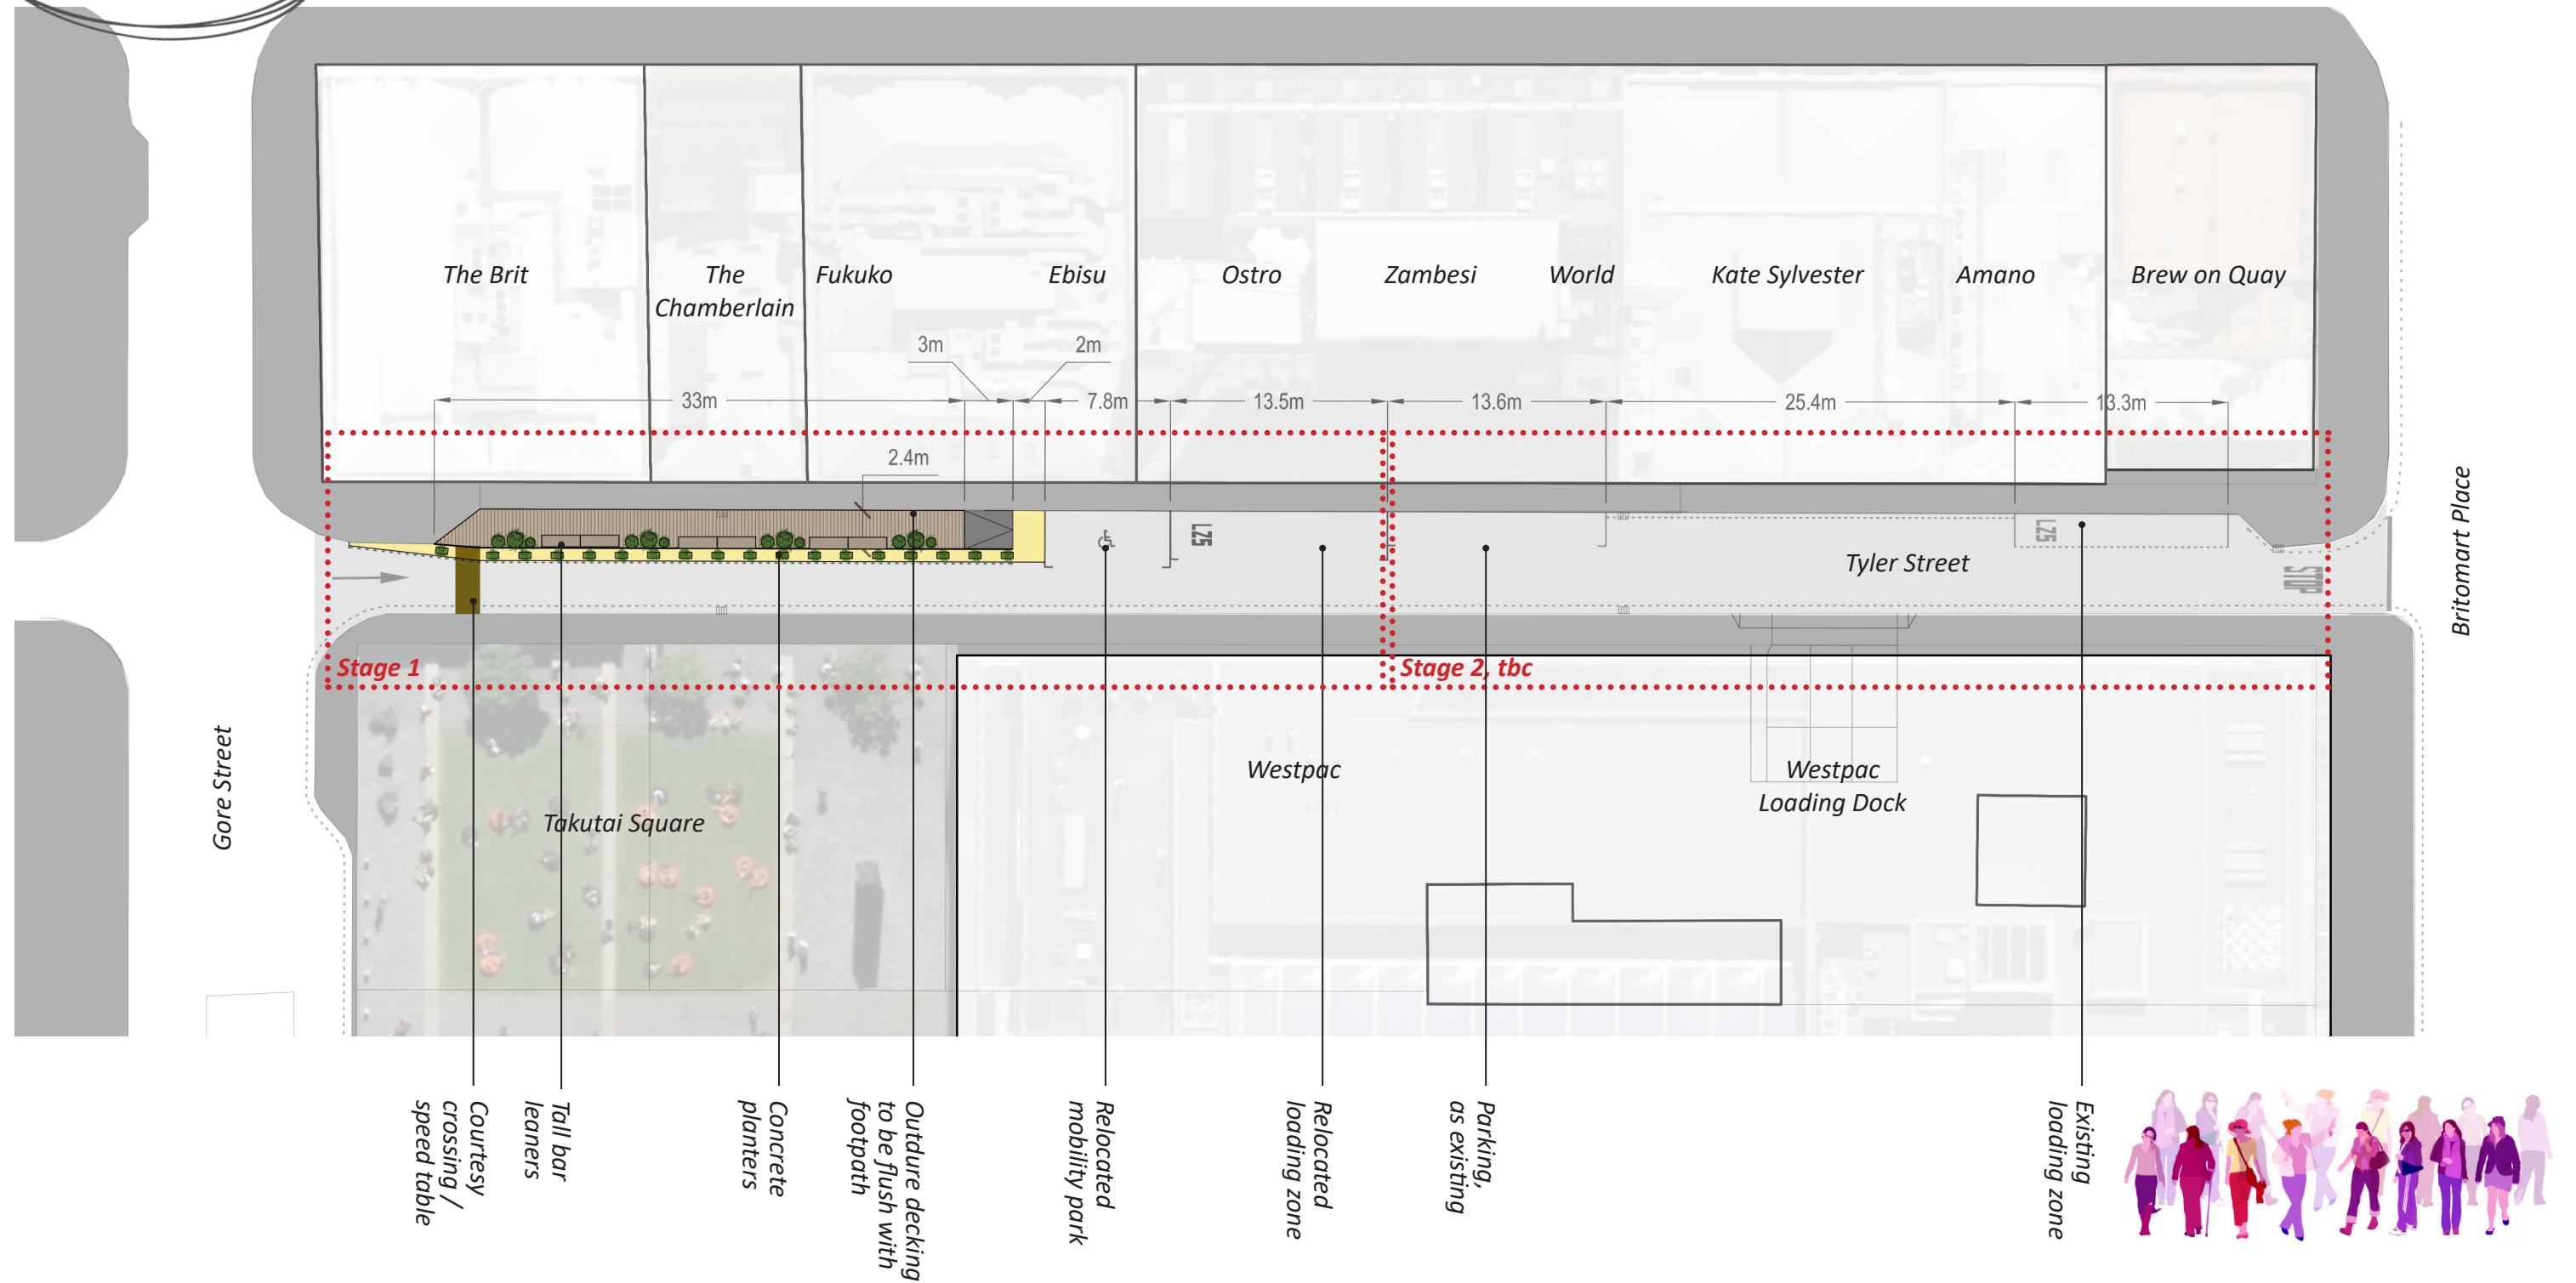 The Brit
The
Chamberlain
Fukuko
Ebisu
Ostro
Zambesi
World
Kate Sylvester
Amano
Brew on Quay
3m
2m
33m
7.8m
13.5m
13.6m
25.4m
13.3m
2.4m
LZ5
LZ5
Tyler Street
STOP
Britomart Place
Stage 1
Stage 2, tbc
Gore Street
Takutai Square
Westpac
Westpac
Loading Dock
Courtesy
crossing /
speed table
Tall bar
leaners
Concrete
planters
Outdure decking
to be flush with
footpath
Relocated
mobility park
Relocated
loading zone
Parking,
as existing
Existing
loading zone